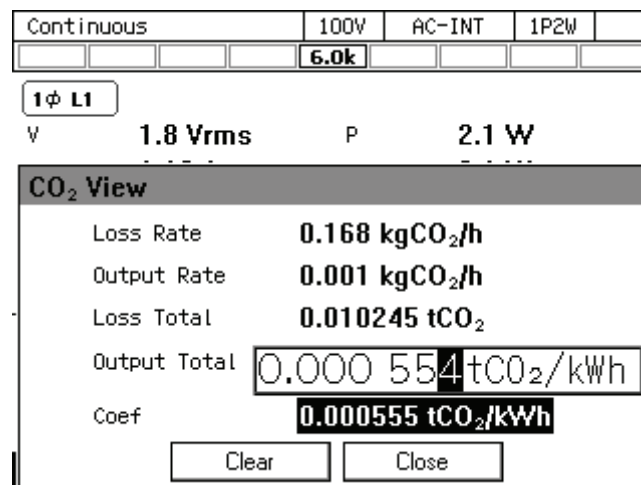 Continuous 100V AC-INT 1P2W
6.0k
1ϕ L1
V 1.8 Vrms P 2.1 W
CO₂ View
Loss Rate 0.168 kgCO₂/h
Output Rate 0.001 kgCO₂/h
Loss Total 0.010245 tCO₂
Output Total 0.000 554 tCO₂/kWh
Coef 0.000555 tCO₂/kWh
Clear Close